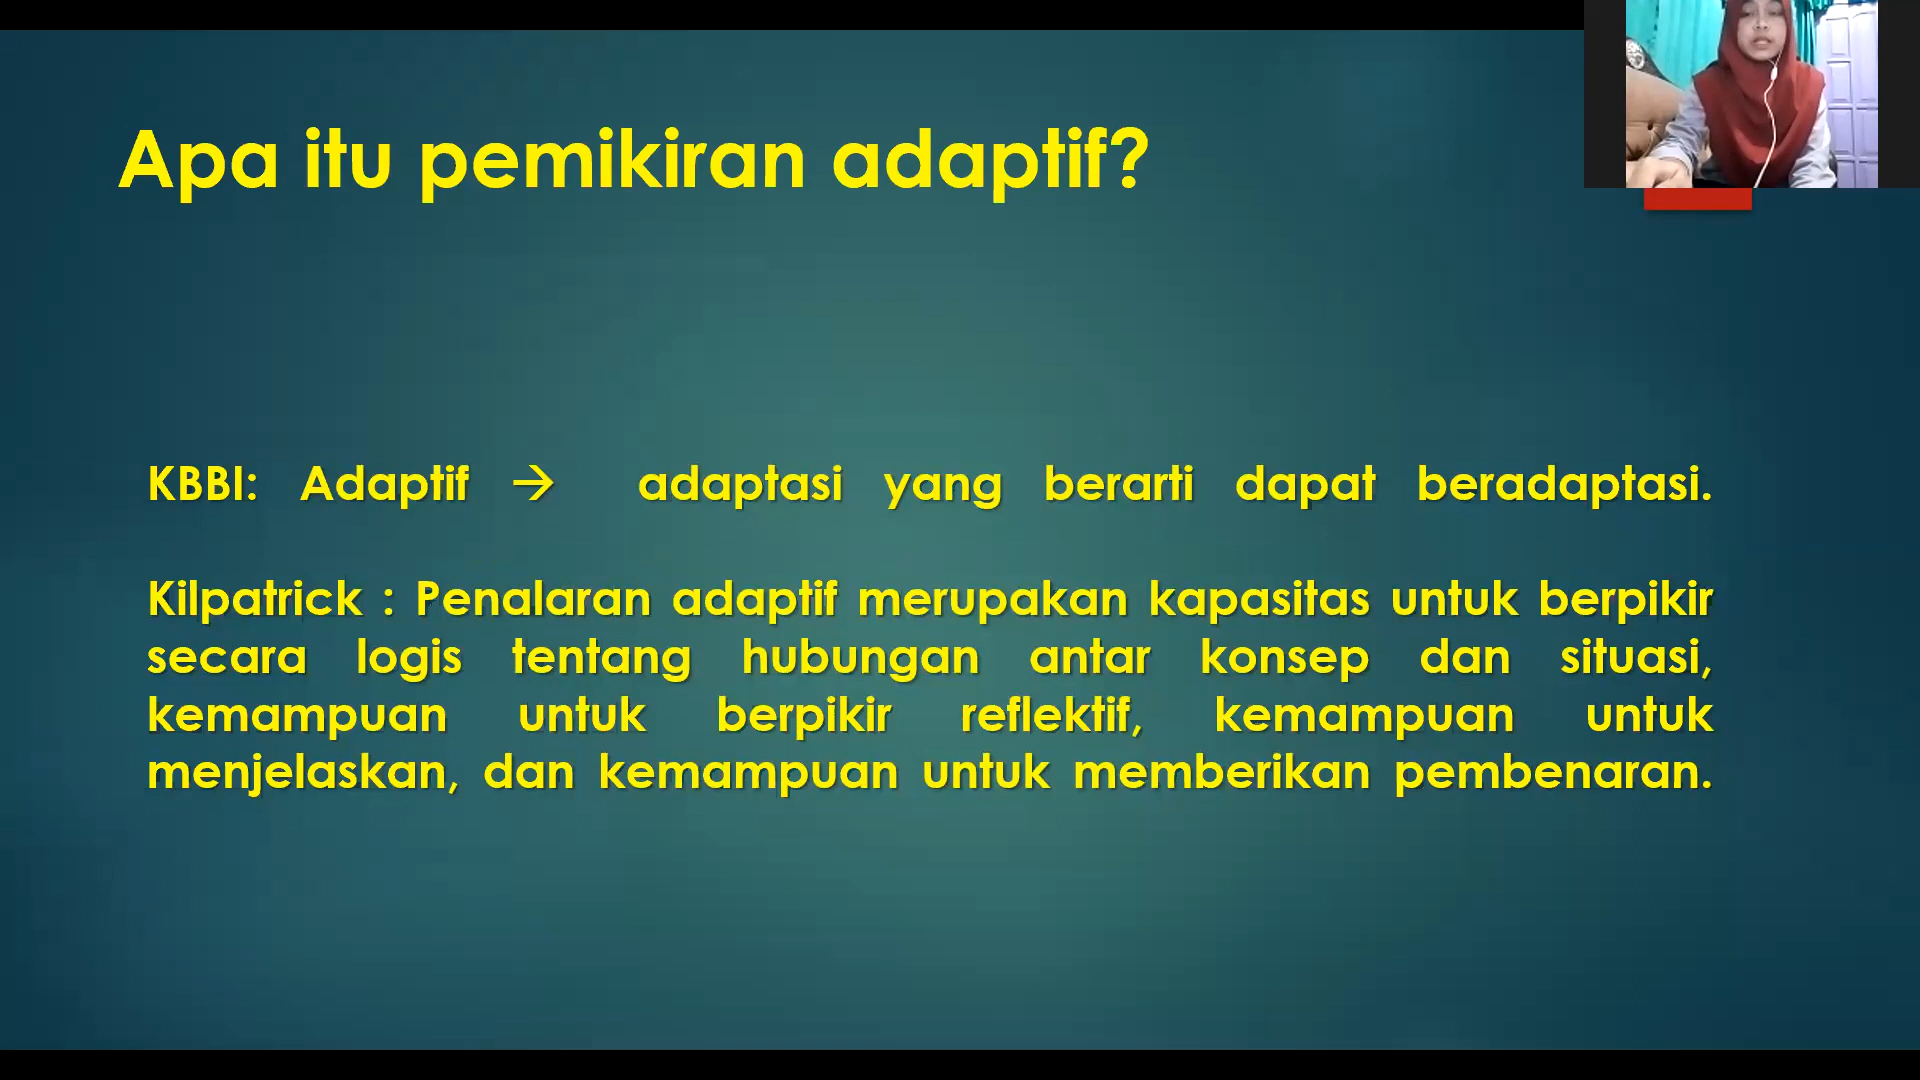 Apa itu pemikiran adaptif?
KBBI: Adaptif → adaptasi yang berarti dapat beradaptasi.
Kilpatrick : Penalaran adaptif merupakan kapasitas untuk berpikir
secara logis tentang hubungan antar konsep dan situasi,
kemampuan untuk berpikir reflektif, kemampuan untuk
menjelaskan, dan kemampuan untuk memberikan pembenaran.